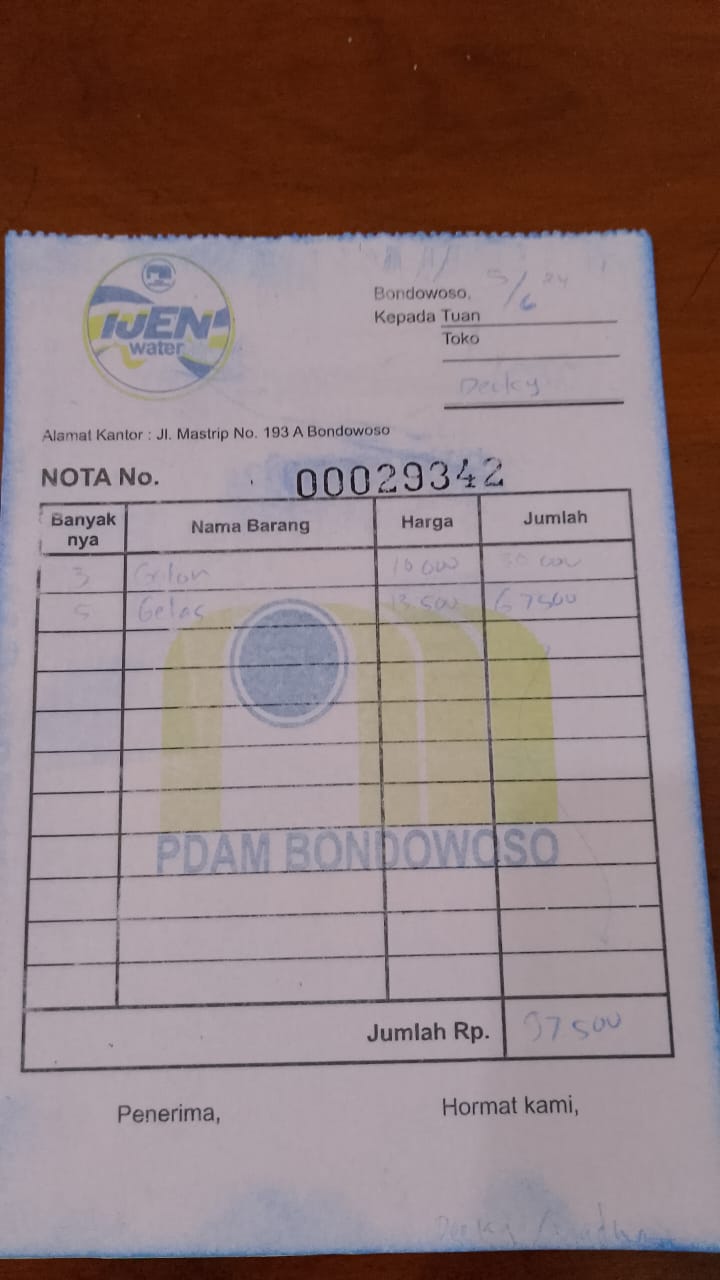 IJEN
water
Bondowoso, 5/6 24
Kepada Tuan
Toko
Decky
Alamat Kantor : Jl. Mastrip No. 193 A Bondowoso
NOTA No. 00029342
Banyak nya Nama Barang Harga Jumlah
3 Galon 10 000 30 000
5 Gelas 13 500 67 500
PDAM BONDOWOSO
Jumlah Rp. 97 500
Penerima, Hormat kami,
Decky